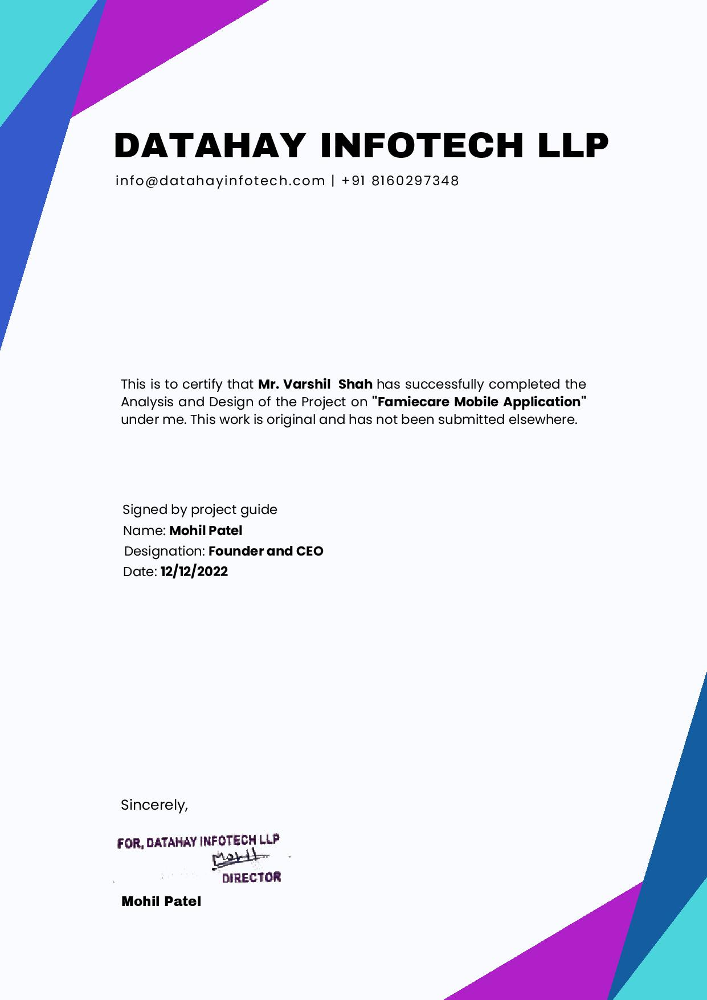 DATAHAY INFOTECH LLP
info@datahayinfotech.com | +91 8160297348
This is to certify that Mr. Varshil Shah has successfully completed the
Analysis and Design of the Project on "Famiecare Mobile Application"
under me. This work is original and has not been submitted elsewhere.
Signed by project guide
Name: Mohil Patel
Designation: Founder and CEO
Date: 12/12/2022
Sincerely,
FOR, DATAHAY INFOTECH LLP
Mohil
DIRECTOR
Mohil Patel